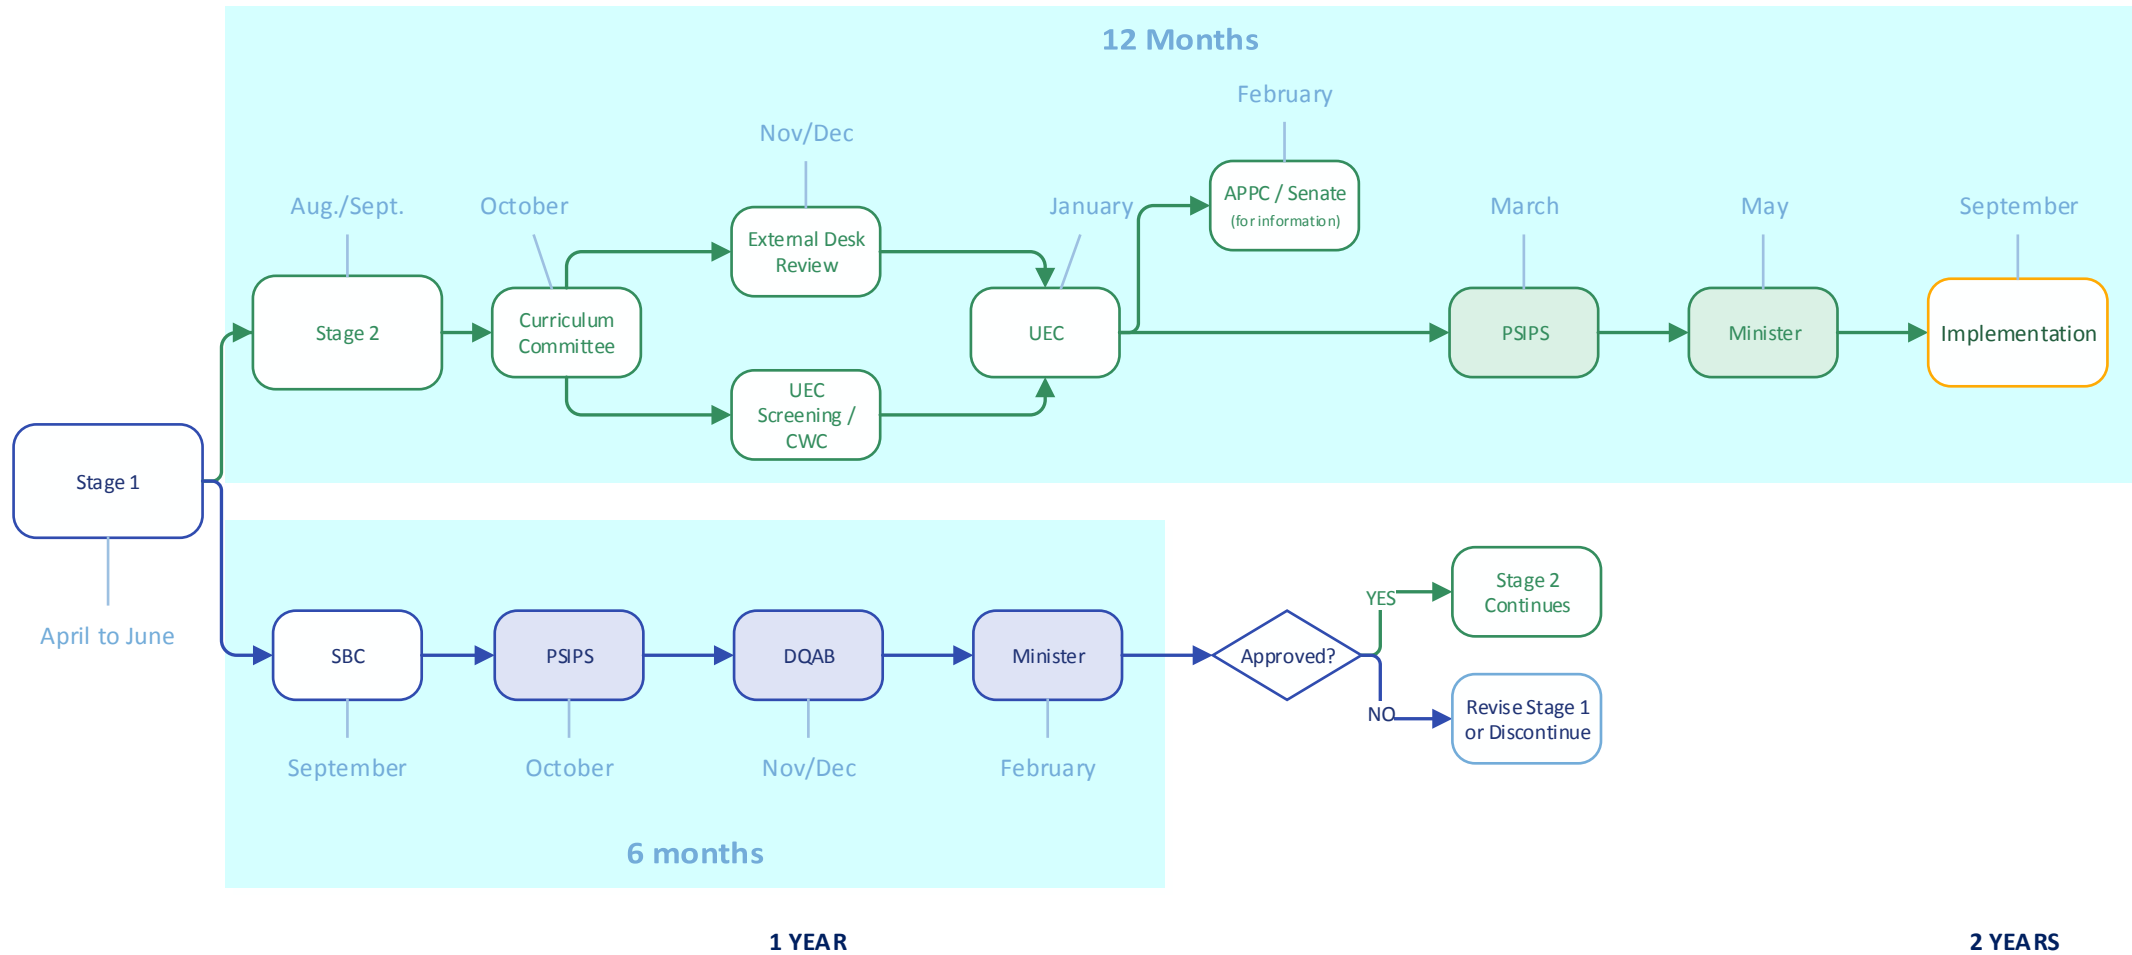 12 Months
February
Nov/Dec
APPC / Senate
(for information)
Aug./Sept.
October
January
March
May
September
External Desk
Review
Stage 2
Curriculum
Committee
UEC
PSIPS
Minister
Implementation
UEC
Screening /
CWC
Stage 1
April to June
Stage 2
Continues
YES
SBC
PSIPS
DQAB
Minister
Approved?
NO
Revise Stage 1
or Discontinue
September
October
Nov/Dec
February
6 months
1 YEAR
2 YEARS